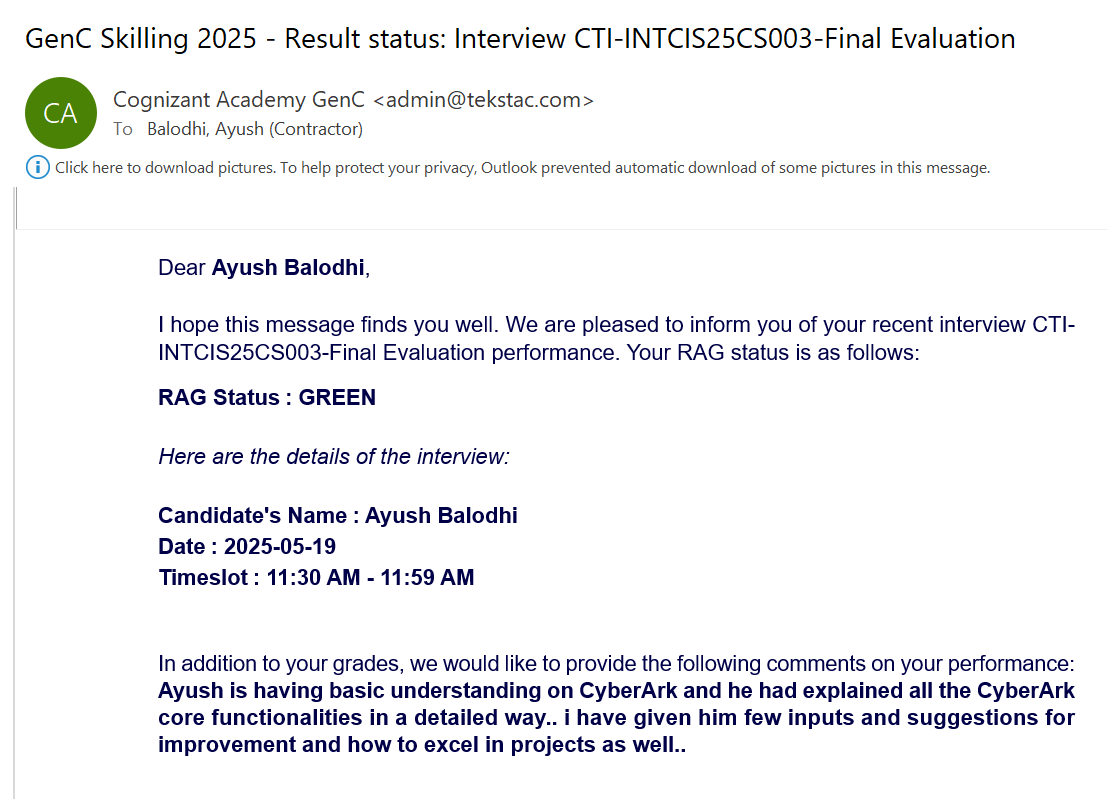 GenC Skilling 2025 - Result status: Interview CTI-INTCIS25CS003-Final Evaluation
CA
Cognizant Academy GenC <admin@tekstac.com>
To Balodhi, Ayush (Contractor)
Click here to download pictures. To help protect your privacy, Outlook prevented automatic download of some pictures in this message.
Dear Ayush Balodhi,
I hope this message finds you well. We are pleased to inform you of your recent interview CTI-
INTCIS25CS003-Final Evaluation performance. Your RAG status is as follows:
RAG Status : GREEN
Here are the details of the interview:
Candidate's Name : Ayush Balodhi
Date : 2025-05-19
Timeslot : 11:30 AM - 11:59 AM
In addition to your grades, we would like to provide the following comments on your performance:
Ayush is having basic understanding on CyberArk and he had explained all the CyberArk
core functionalities in a detailed way.. i have given him few inputs and suggestions for
improvement and how to excel in projects as well..